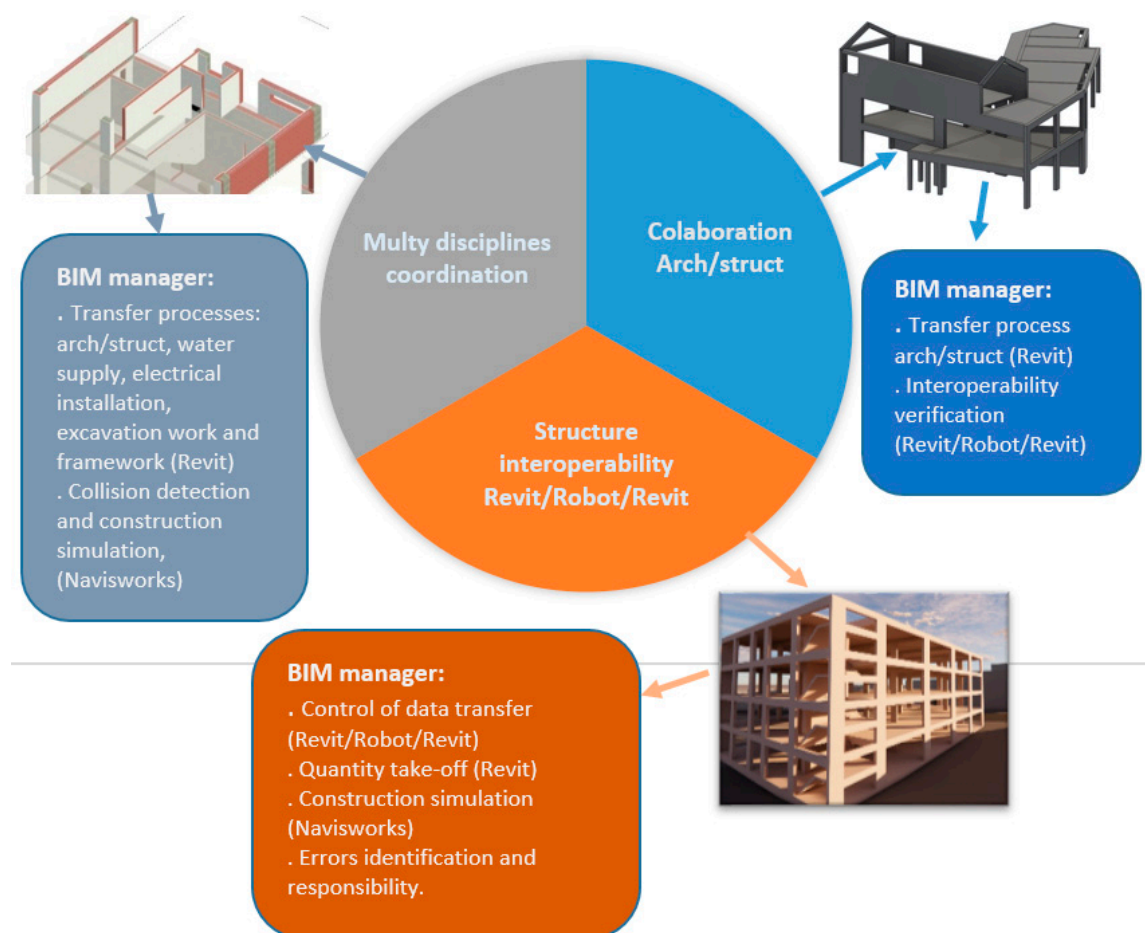 Multy disciplines
coordination
Colaboration
Arch/struct
Structure
interoperability
Revit/Robot/Revit
BIM manager:
. Transfer processes:
arch/struct, water
supply, electrical
installation,
excavation work and
framework (Revit)
. Collision detection
and construction
simulation,
(Navisworks)
BIM manager:
. Transfer process
arch/struct (Revit)
. Interoperability
verification
(Revit/Robot/Revit)
BIM manager:
. Control of data transfer
(Revit/Robot/Revit)
. Quantity take-off (Revit)
. Construction simulation
(Navisworks)
. Errors identification and
responsibility.